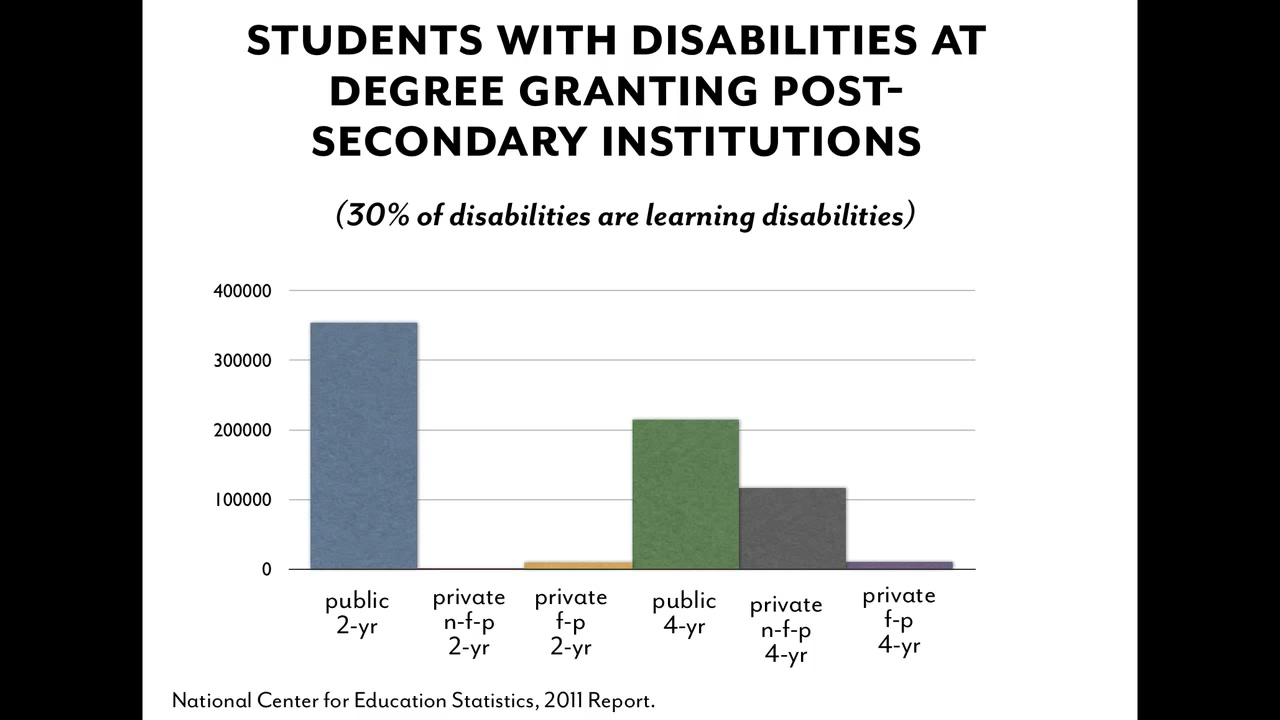 STUDENTS WITH DISABILITIES AT
DEGREE GRANTING POST-
SECONDARY INSTITUTIONS
(30% of disabilities are learning disabilities)
400000
300000
200000
100000
0
public
2-yr
private
n-f-p
2-yr
private
f-p
2-yr
public
4-yr
private
n-f-p
4-yr
private
f-p
4-yr
National Center for Education Statistics, 2011 Report.